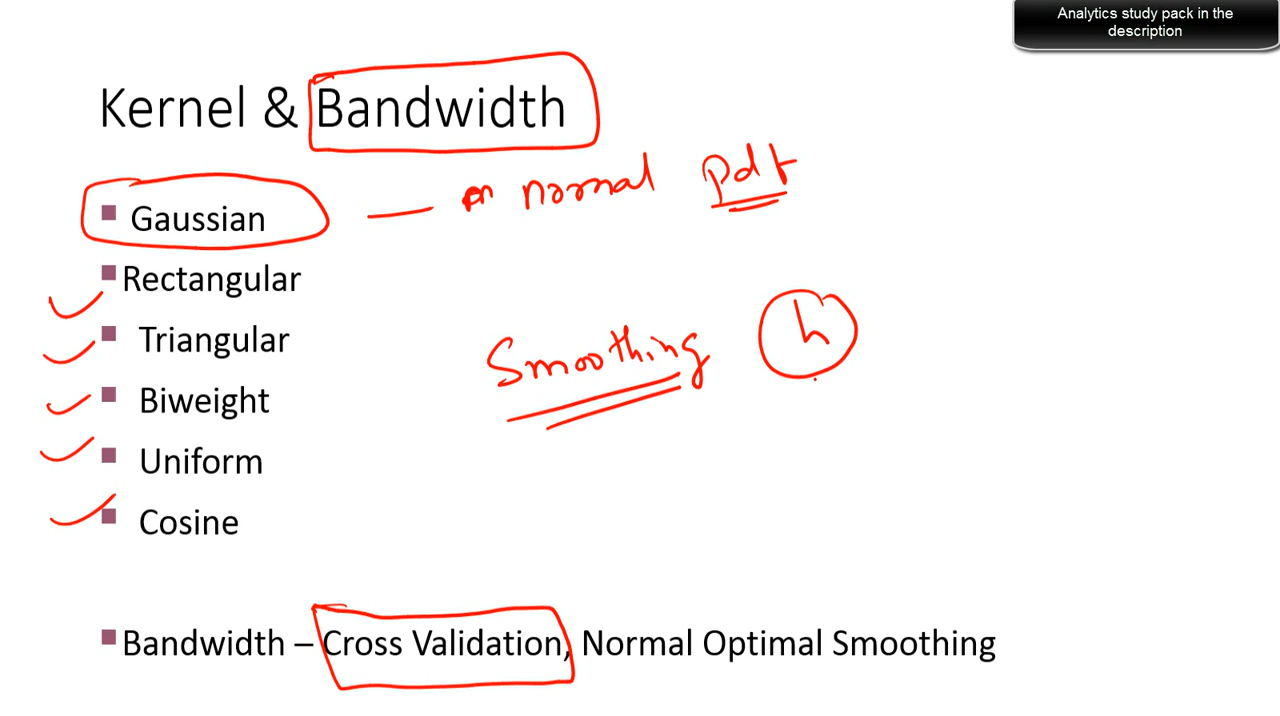 Analytics study pack in the
description
Kernel & Bandwidth
Gaussian
normal pdf
Rectangular
Triangular
Smoothing h
Biweight
Uniform
Cosine
Bandwidth – Cross Validation, Normal Optimal Smoothing